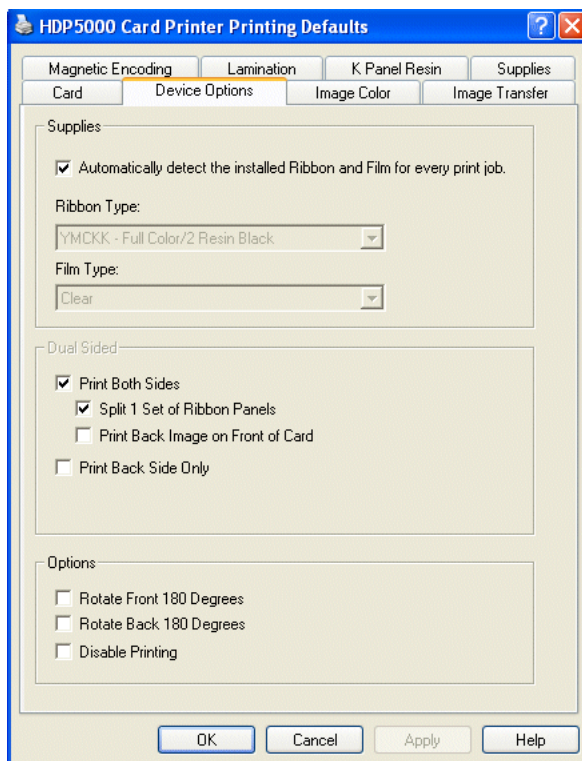 HDP5000 Card Printer Printing Defaults
Magnetic Encoding Lamination K Panel Resin Supplies
Card Device Options Image Color Image Transfer
Supplies
Automatically detect the installed Ribbon and Film for every print job.
Ribbon Type:
YMCKK - Full Color/2 Resin Black
Film Type:
Clear
Dual Sided
Print Both Sides
Split 1 Set of Ribbon Panels
Print Back Image on Front of Card
Print Back Side Only
Options
Rotate Front 180 Degrees
Rotate Back 180 Degrees
Disable Printing
OK Cancel Apply Help